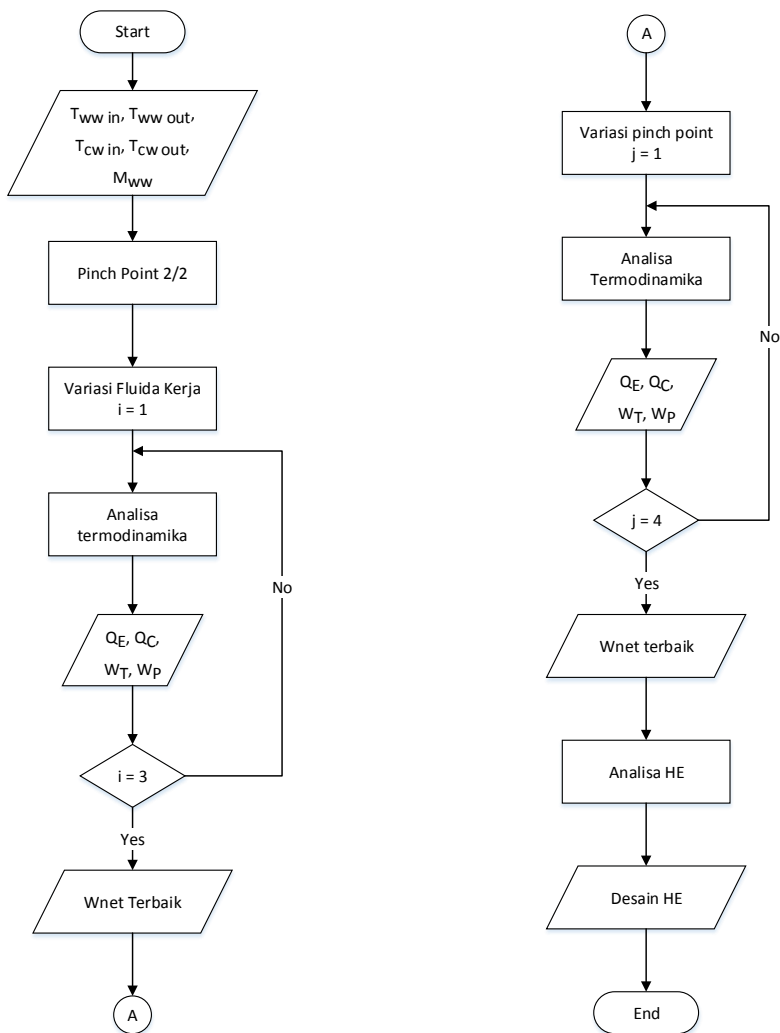 Start
T_ww in, T_ww out,
T_cw in, T_cw out,
M_ww
Pinch Point 2/2
Variasi Fluida Kerja
i = 1
Analisa
termodinamika
No
Q_E, Q_C,
W_T, W_P
i = 3
Yes
Wnet Terbaik
A
A
Variasi pinch point
j = 1
Analisa
Termodinamika
No
Q_E, Q_C,
W_T, W_P
j = 4
Yes
Wnet terbaik
Analisa HE
Desain HE
End